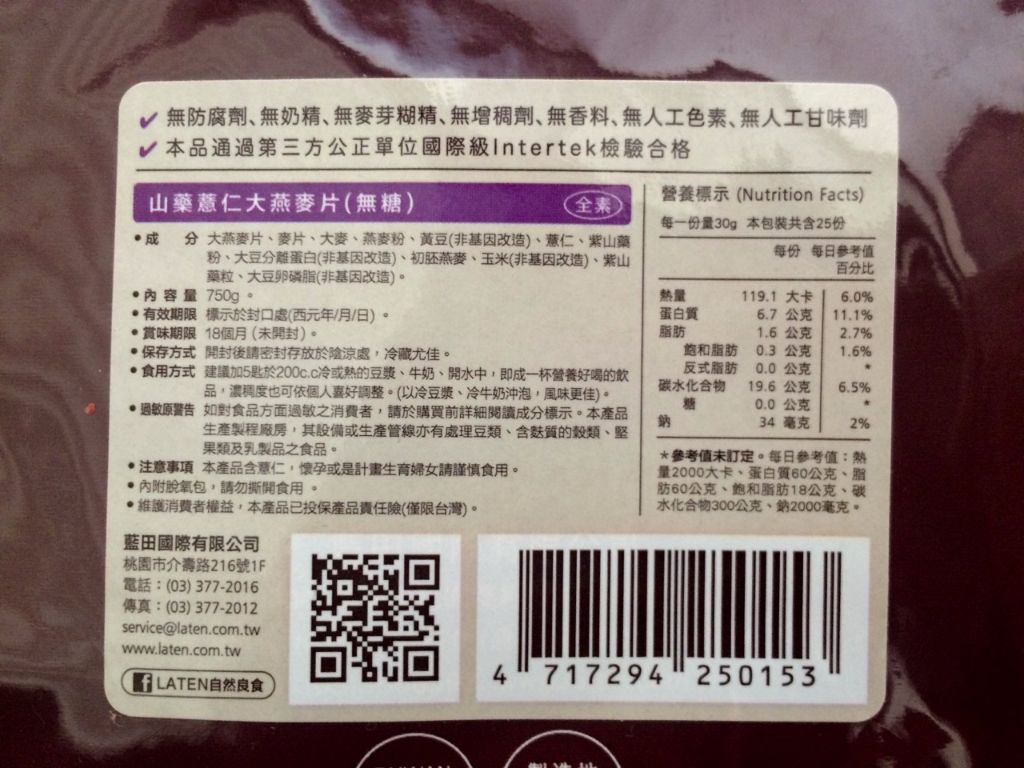 ✔ 無防腐劑、無奶精、無麥芽糊精、無增稠劑、無香料、無人工色素、無人工甘味劑
✔ 本品通過第三方公正單位國際級Intertek檢驗合格
山藥薏仁大燕麥片(無糖) 全素
•成 分 大燕麥片、麥片、大麥、燕麥粉、黃豆(非基因改造)、薏仁、紫山藥
粉、大豆分離蛋白(非基因改造)、初胚燕麥、玉米(非基因改造)、紫山
藥粒、大豆卵磷脂(非基因改造)。
•內 容 量 750g。
•有效期限 標示於封口處(西元年/月/日)。
•賞味期限 18個月(未開封)。
•保存方式 開封後請密封存放於陰涼處，冷藏尤佳。
•食用方式 建議加5匙於200c.c冷或熱的豆漿、牛奶、開水中，即成一杯營養好喝的飲
品，濃稠度也可依個人喜好調整。(以冷豆漿、冷牛奶沖泡，風味更佳)。
•過敏原警告 如對食品方面過敏之消費者，請於購買前詳細閱讀成分標示。本產品
生產製程廠房，其設備或生產管線亦有處理豆類、含麩質的穀類、堅
果類及乳製品之食品。
•注意事項 本產品含薏仁，懷孕或是計畫生育婦女請謹慎食用。
•內附脫氧包，請勿撕開食用。
•維護消費者權益，本產品已投保產品責任險(僅限台灣)。
營養標示 (Nutrition Facts)
每一份量30g 本包裝共含25份
每份 每日參考值
百分比
熱量 119.1 大卡 6.0%
蛋白質 6.7 公克 11.1%
脂肪 1.6 公克 2.7%
飽和脂肪 0.3 公克 1.6%
反式脂肪 0.0 公克 *
碳水化合物 19.6 公克 6.5%
糖 0.0 公克 *
鈉 34 毫克 2%
*參考值未訂定。每日參考值：熱
量2000大卡、蛋白質60公克、脂
肪60公克、飽和脂肪18公克、碳
水化合物300公克、鈉2000毫克。
藍田國際有限公司
桃園市介壽路216號1F
電話：(03) 377-2016
傳真：(03) 377-2012
service@laten.com.tw
www.laten.com.tw
f LATEN自然良食
4 717294 250153
製造地